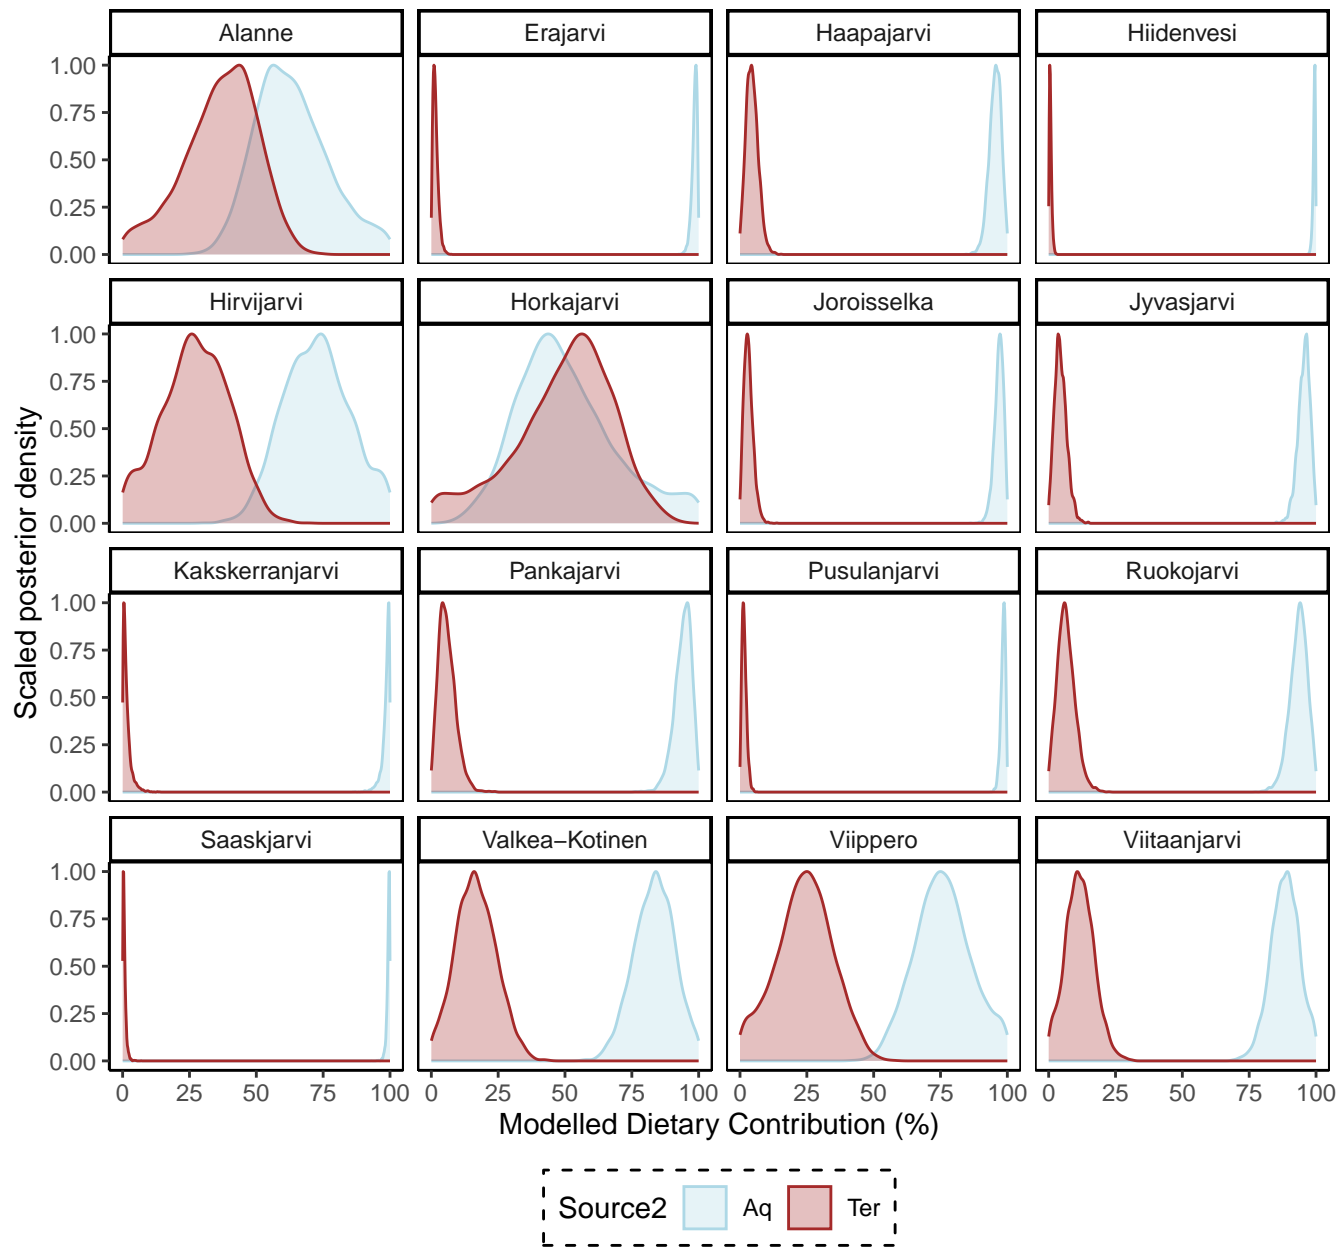 Alanne Erajarvi Haapajarvi Hiidenvesi
1.00
0.75
0.50
0.25
0.00
Hirvijarvi Horkajarvi Joroisselka Jyvasjarvi
1.00
0.75
0.50
0.25
0.00
Kakskerranjarvi Pankajarvi Pusulanjarvi Ruokojarvi
1.00
0.75
0.50
0.25
0.00
Saaskjarvi Valkea−Kotinen Viippero Viitaanjarvi
1.00
0.75
0.50
0.25
0.00
0 25 50 75 100 0 25 50 75 100 0 25 50 75 100 0 25 50 75 100
Scaled posterior density
Modelled Dietary Contribution (%)
Source2 Aq Ter